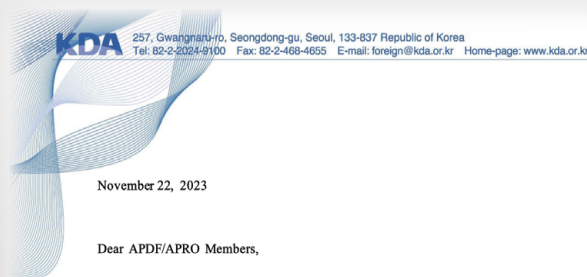 KDA
257, Gwangnaru-ro, Seongdong-gu, Seoul, 133-837 Republic of Korea
Tel: 82-2-2024-9100 Fax: 82-2-468-4655 E-mail: foreign@kda.or.kr Home-page: www.kda.or.kr
November 22, 2023
Dear APDF/APRO Members,